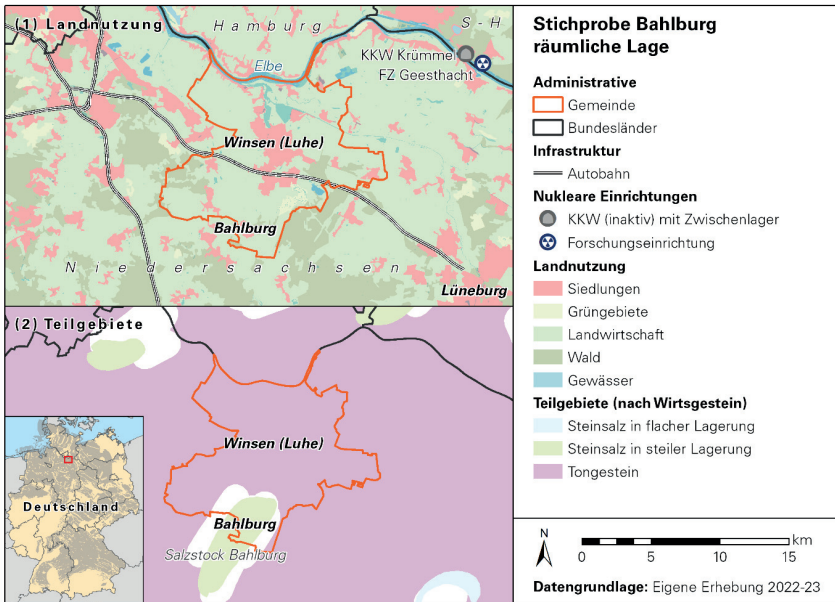 (1) Landnutzung
Hamburg
S-H
KKW Krümmel
FZ Geesthacht
Elbe
Winsen (Luhe)
Bahlburg
Niedersachsen
Lüneburg
(2) Teilgebiete
Winsen (Luhe)
Bahlburg
Salzstock Bahlburg
Deutschland
Stichprobe Bahlburg
räumliche Lage
Administrative
Gemeinde
Bundesländer
Infrastruktur
Autobahn
Nukleare Einrichtungen
KKW (inaktiv) mit Zwischenlager
Forschungseinrichtung
Landnutzung
Siedlungen
Grüngebiete
Landwirtschaft
Wald
Gewässer
Teilgebiete (nach Wirtsgestein)
Steinsalz in flacher Lagerung
Steinsalz in steiler Lagerung
Tongestein
N
km
0 5 10 15
Datengrundlage: Eigene Erhebung 2022-23